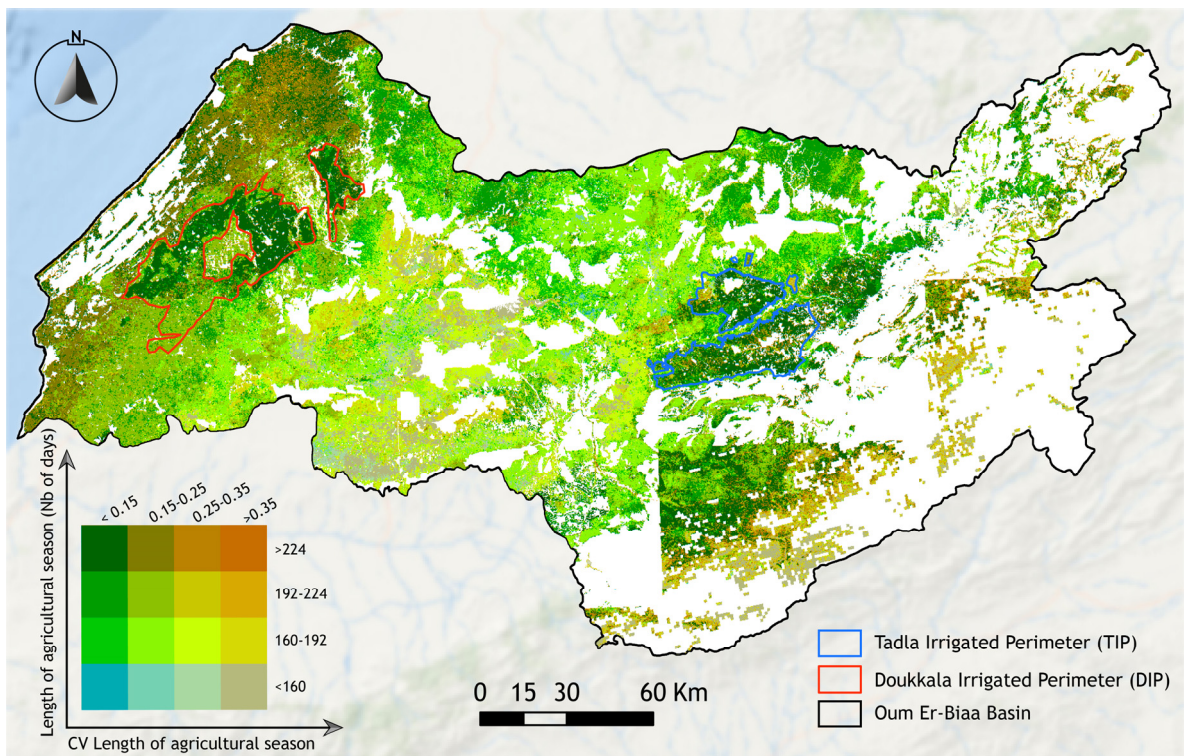 N
Length of agricultural season (Nb of days)
< 0.15
0.15-0.25
0.25-0.35
>0.35
>224
192-224
160-192
<160
CV Length of agricultural season
0 15 30 60 Km
Tadla Irrigated Perimeter (TIP)
Doukkala Irrigated Perimeter (DIP)
Oum Er-Biaa Basin